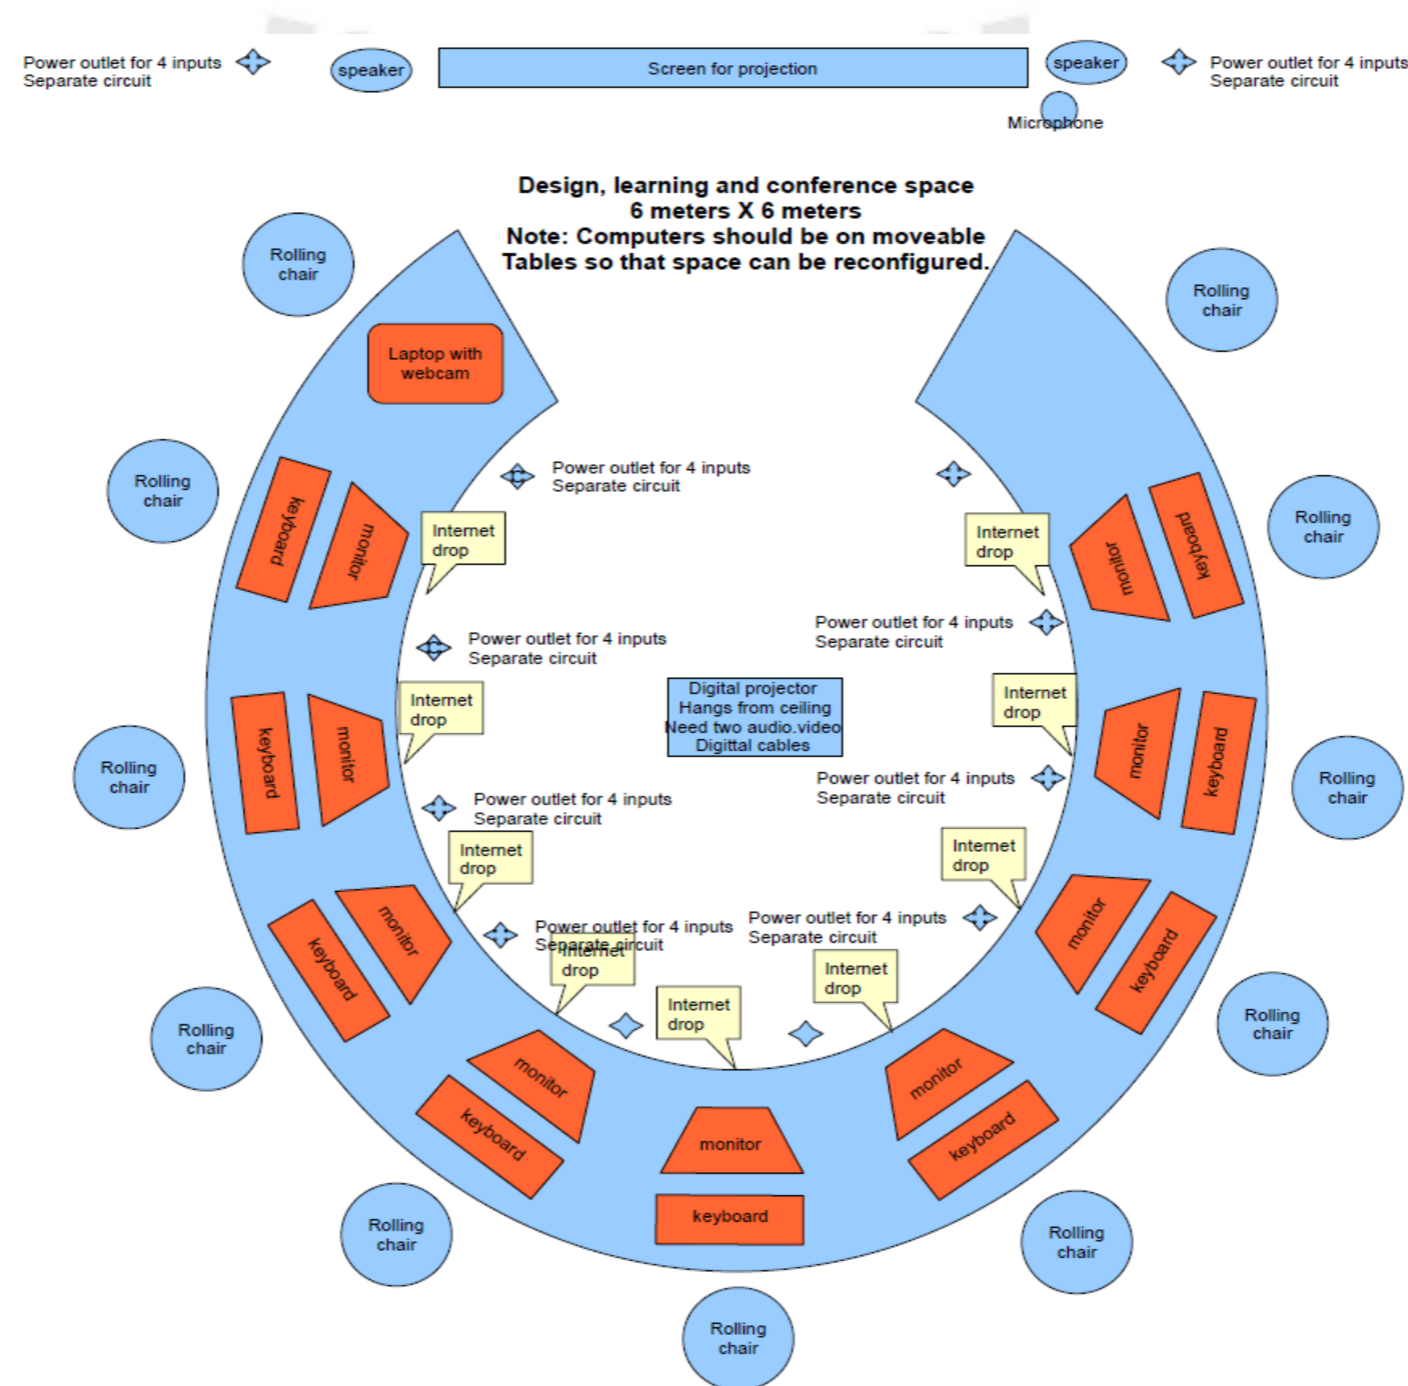 Power outlet for 4 inputs
Separate circuit
speaker
Screen for projection
speaker
Power outlet for 4 inputs
Separate circuit
Microphone
Design, learning and conference space
6 meters X 6 meters
Note: Computers should be on moveable
Tables so that space can be reconfigured.
Rolling
chair
Rolling
chair
Laptop with
webcam
Rolling
chair
keyboard
monitor
Power outlet for 4 inputs
Separate circuit
Internet
drop
Internet
drop
monitor
keyboard
Rolling
chair
Power outlet for 4 inputs
Separate circuit
Power outlet for 4 inputs
Separate circuit
Internet
drop
Digital projector
Hangs from ceiling
Need two audio.video
Digittal cables
Internet
drop
Rolling
chair
keyboard
monitor
Power outlet for 4 inputs
Separate circuit
Power outlet for 4 inputs
Separate circuit
monitor
keyboard
Rolling
chair
Internet
drop
Internet
drop
keyboard
monitor
Power outlet for 4 inputs
Separate circuit
Power outlet for 4 inputs
Separate circuit
monitor
keyboard
Internet
drop
Internet
drop
Internet
drop
Rolling
chair
Rolling
chair
monitor
keyboard
monitor
keyboard
monitor
keyboard
Rolling
chair
Rolling
chair
Rolling
chair